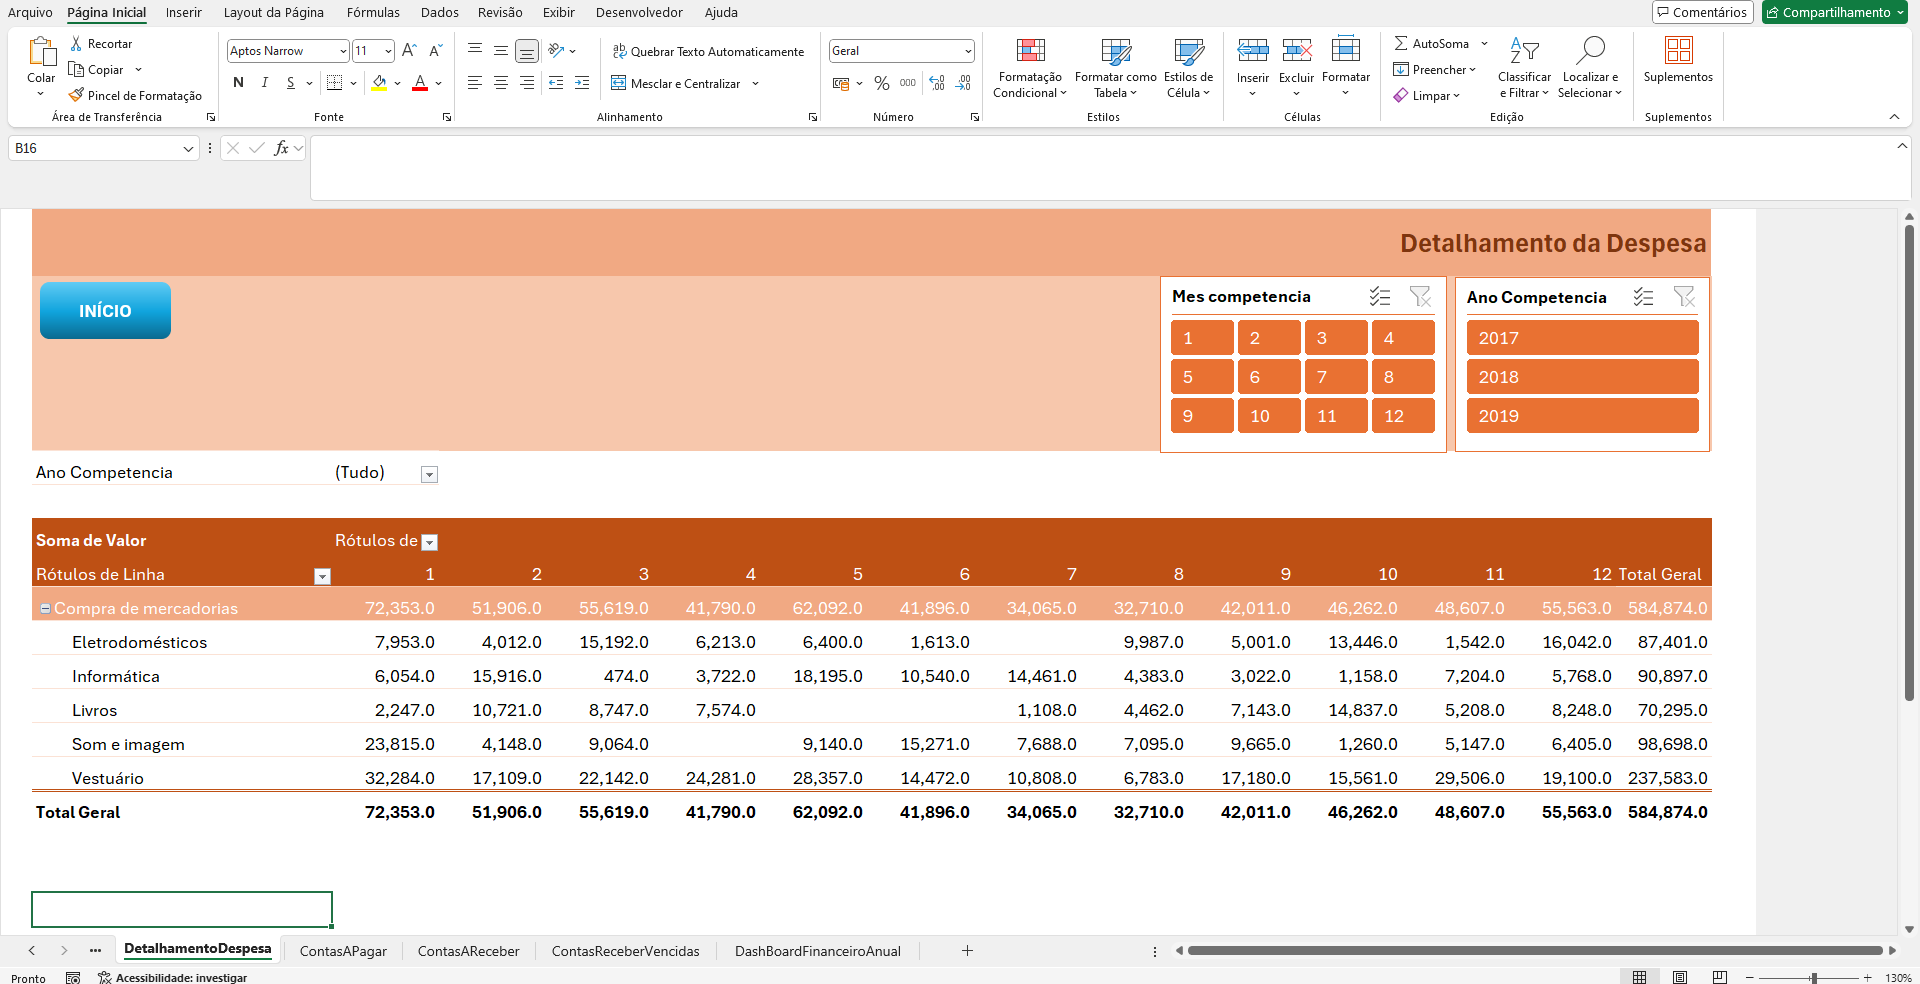 Arquivo Página Inicial Inserir Layout da Página Fórmulas Dados Revisão Exibir Desenvolvedor Ajuda Comentários Compartilhamento
Colar
Recortar
Copiar
Pincel de Formatação
Área de Transferência
Aptos Narrow 11
N I S
Fonte
Quebrar Texto Automaticamente
Mesclar e Centralizar
Alinhamento
Geral
% 000
Número
Formatação Condicional
Formatar como Tabela
Estilos de Célula
Estilos
Inserir Excluir Formatar
Células
AutoSoma
Preencher
Limpar
Classificar e Filtrar
Localizar e Selecionar
Edição
Suplementos
Suplementos
B16
fx
Detalhamento da Despesa
INÍCIO
Mes competencia
1 2 3 4
5 6 7 8
9 10 11 12
Ano Competencia
2017
2018
2019
Ano Competencia (Tudo)
Soma de Valor Rótulos de
Rótulos de Linha 1 2 3 4 5 6 7 8 9 10 11 12 Total Geral
Compra de mercadorias 72,353.0 51,906.0 55,619.0 41,790.0 62,092.0 41,896.0 34,065.0 32,710.0 42,011.0 46,262.0 48,607.0 55,563.0 584,874.0
Eletrodomésticos 7,953.0 4,012.0 15,192.0 6,213.0 6,400.0 1,613.0 9,987.0 5,001.0 13,446.0 1,542.0 16,042.0 87,401.0
Informática 6,054.0 15,916.0 474.0 3,722.0 18,195.0 10,540.0 14,461.0 4,383.0 3,022.0 1,158.0 7,204.0 5,768.0 90,897.0
Livros 2,247.0 10,721.0 8,747.0 7,574.0 1,108.0 4,462.0 7,143.0 14,837.0 5,208.0 8,248.0 70,295.0
Som e imagem 23,815.0 4,148.0 9,064.0 9,140.0 15,271.0 7,688.0 7,095.0 9,665.0 1,260.0 5,147.0 6,405.0 98,698.0
Vestuário 32,284.0 17,109.0 22,142.0 24,281.0 28,357.0 14,472.0 10,808.0 6,783.0 17,180.0 15,561.0 29,506.0 19,100.0 237,583.0
Total Geral 72,353.0 51,906.0 55,619.0 41,790.0 62,092.0 41,896.0 34,065.0 32,710.0 42,011.0 46,262.0 48,607.0 55,563.0 584,874.0
DetalhamentoDespesa ContasAPagar ContasAReceber ContasReceberVencidas DashBoardFinanceiroAnual
Pronto Acessibilidade: investigar 130%